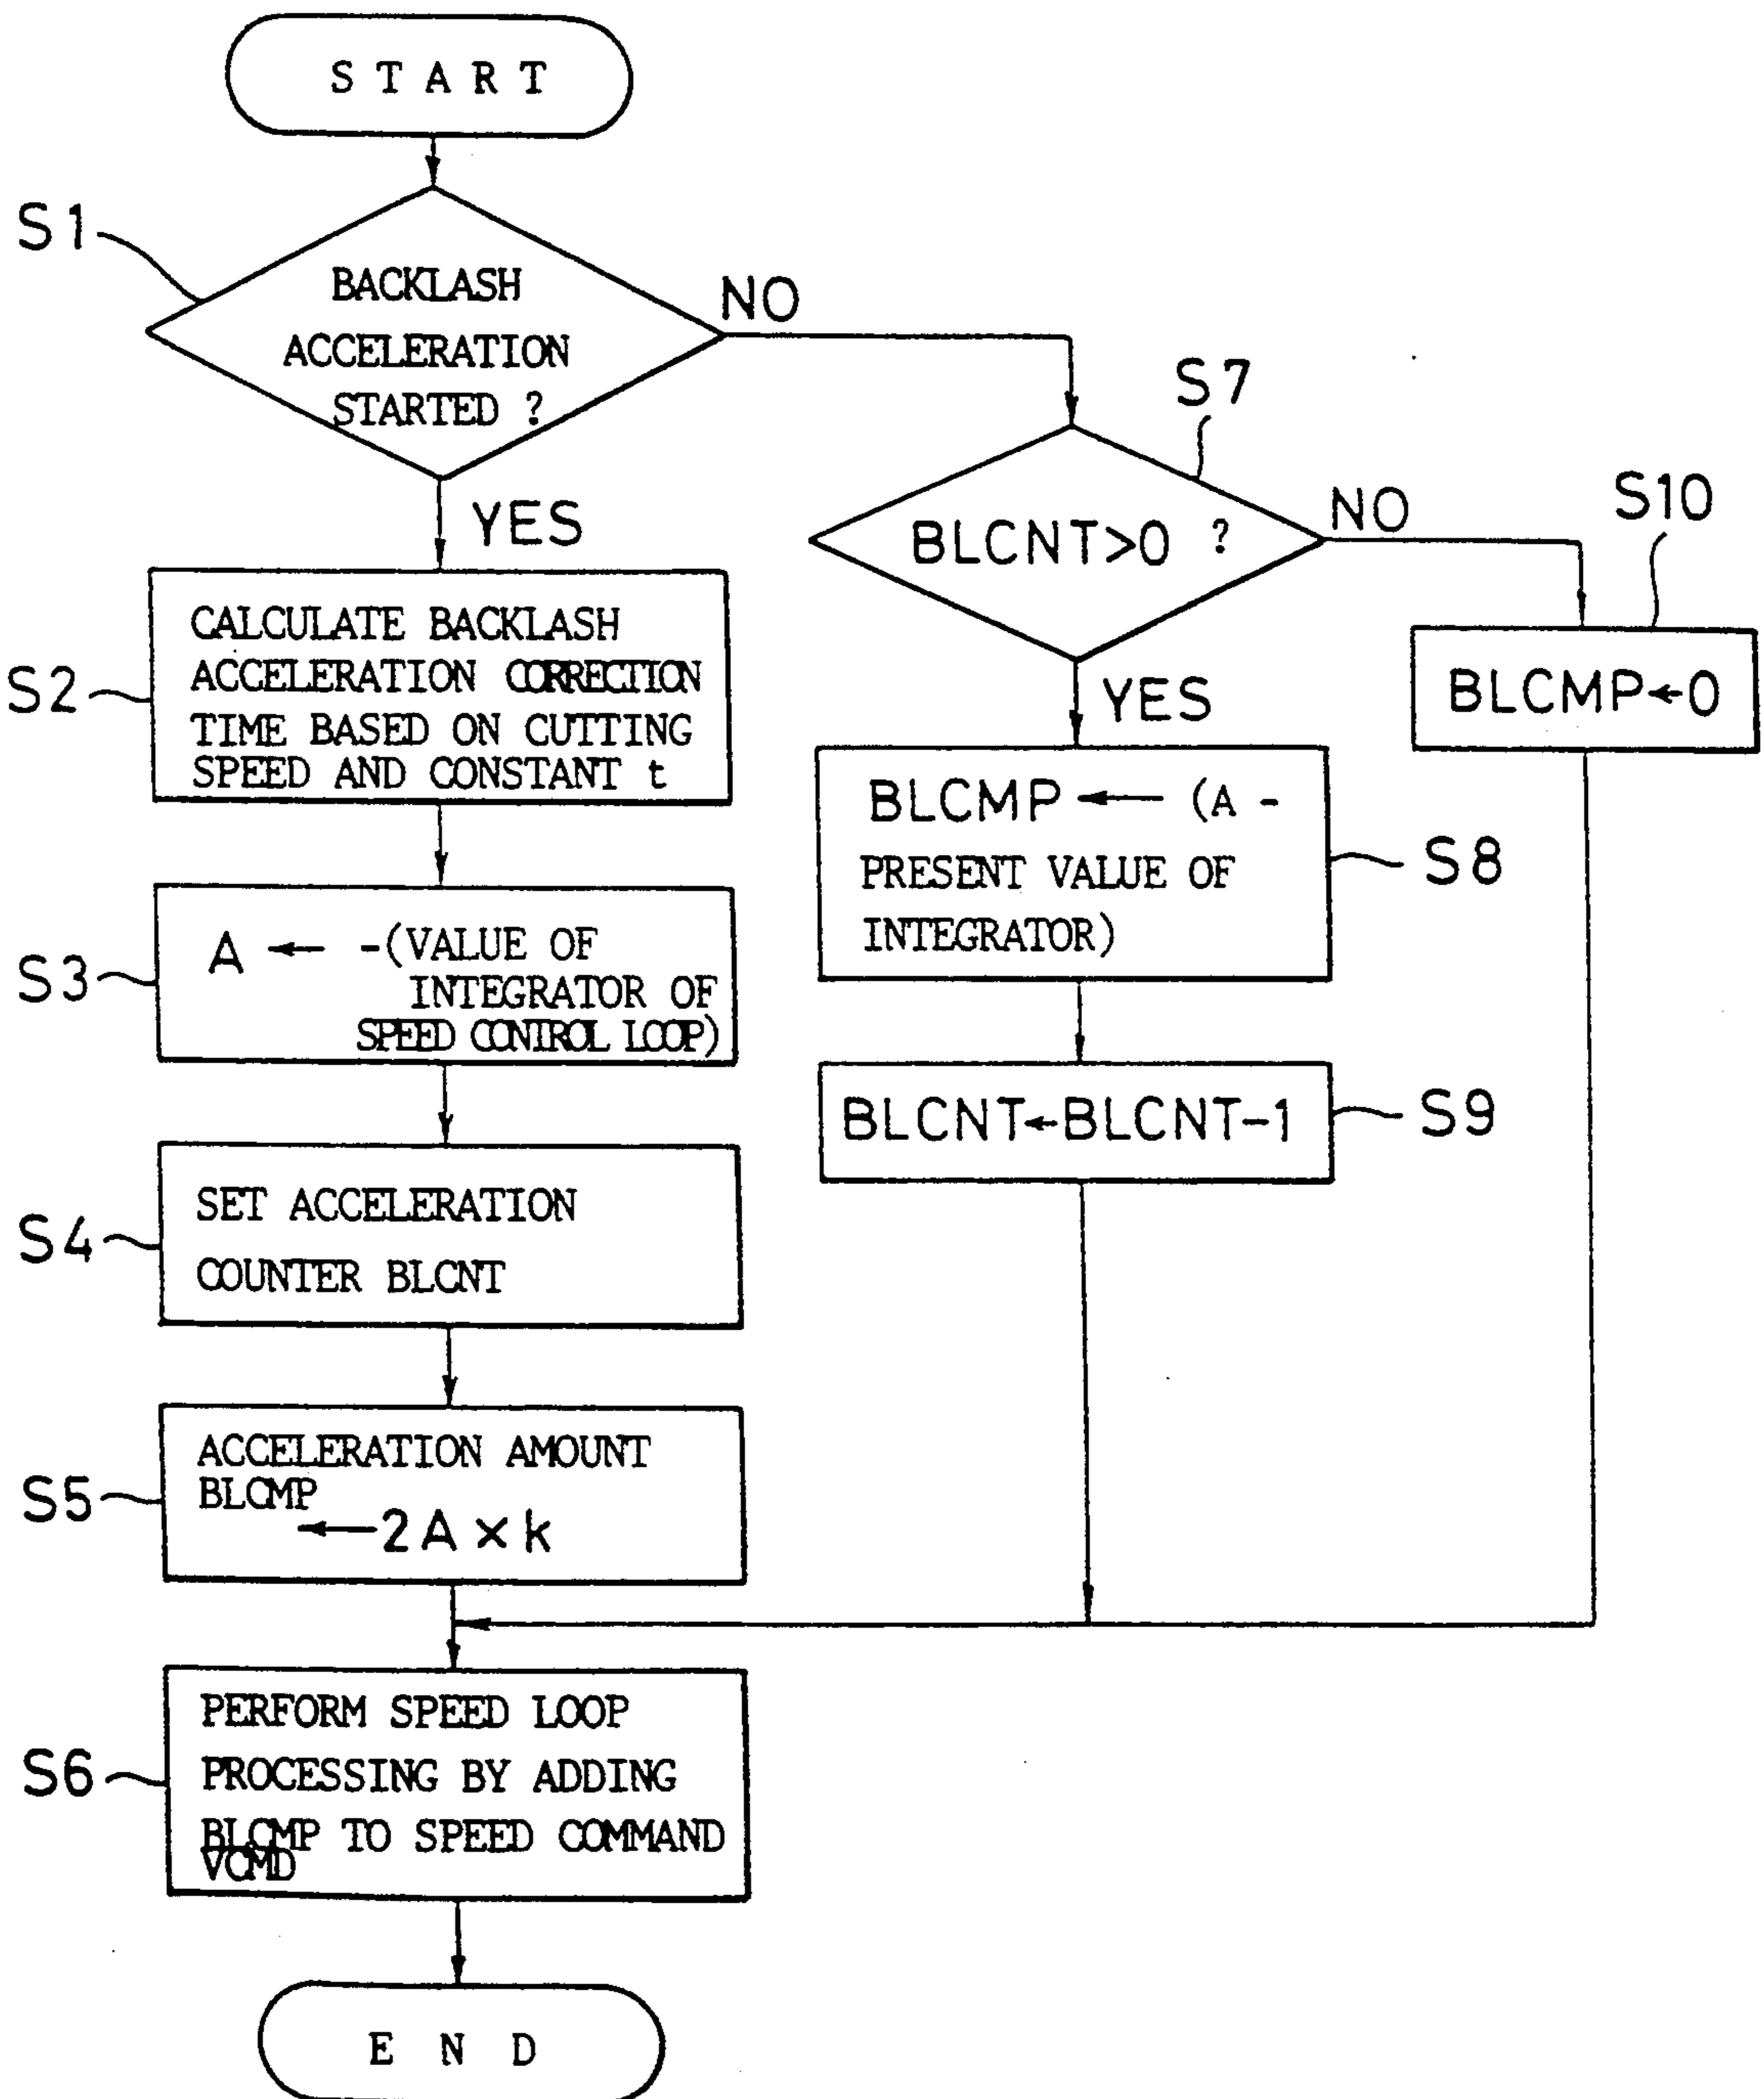 START
S1
BACKLASH
ACCELERATION
STARTED ?
NO
YES
S2
CALCULATE BACKLASH
ACCELERATION CORRECTION
TIME BASED ON CUTTING
SPEED AND CONSTANT t
S3
A ← -(VALUE OF
INTEGRATOR OF
SPEED CONTROL LOOP)
S4
SET ACCELERATION
COUNTER BLCNT
S5
ACCELERATION AMOUNT
BLCMP
←2A×k
S6
PERFORM SPEED LOOP
PROCESSING BY ADDING
BLCMP TO SPEED COMMAND
VCMD
END
S7
BLCNT>0 ?
NO
YES
S8
BLCMP ← (A -
PRESENT VALUE OF
INTEGRATOR)
S9
BLCNT←BLCNT-1
S10
BLCMP←0